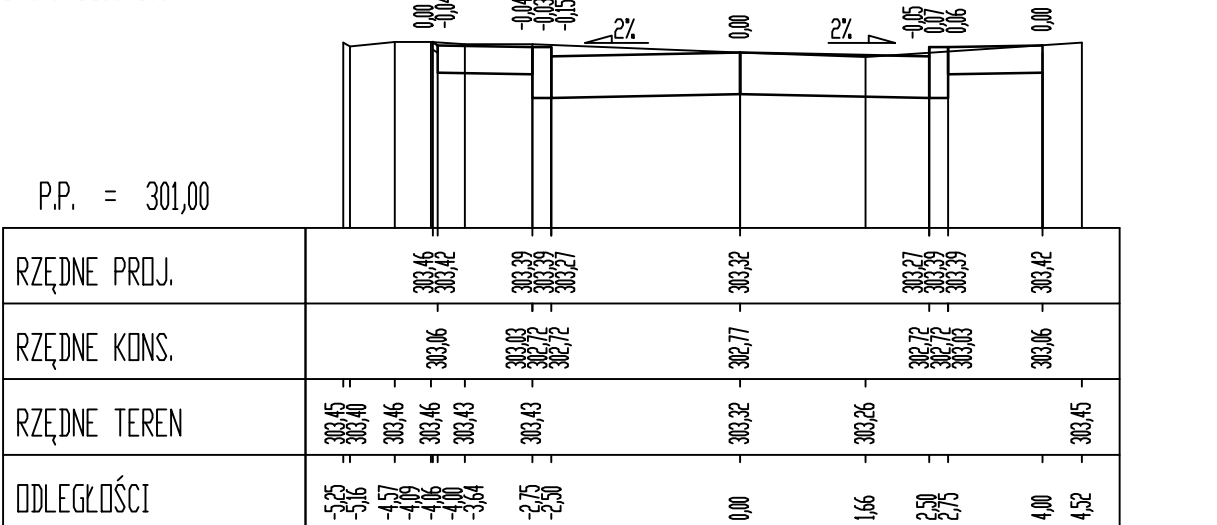 0,00 -0,04 -0,04 -0,03 -0,15 2% 0,00 2% -0,05 0,07 0,06 0,00
P.P. = 301,00
RZĘDNE PROJ. 303,46 303,42 303,39 303,39 303,27 303,32 303,27 303,39 303,39 303,42
RZĘDNE KONS. 303,06 303,03 302,72 302,72 302,77 302,72 302,72 303,03 303,06
RZĘDNE TEREN 303,45 303,40 303,46 303,46 303,43 303,43 303,32 303,26 303,45
ODLEGŁOŚCI -5,25 -5,16 -4,57 -4,09 -4,06 -4,00 -3,64 -2,75 -2,50 0,00 1,66 2,50 2,75 4,00 4,52